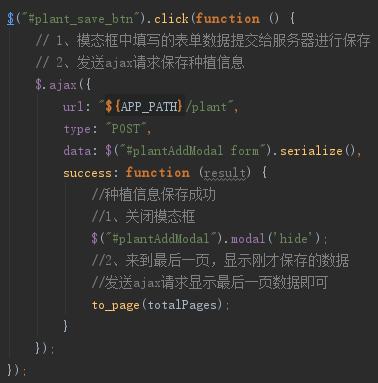 $("#plant_save_btn").click(function () {
// 1、模态框中填写的表单数据提交给服务器进行保存
// 2、发送ajax请求保存种植信息
$.ajax({
url: "${APP_PATH}/plant",
type: "POST",
data: $("#plantAddModal form").serialize(),
success: function (result) {
//种植信息保存成功
//1、关闭模态框
$("#plantAddModal").modal('hide');
//2、来到最后一页，显示刚才保存的数据
//发送ajax请求显示最后一页数据即可
to_page(totalPages);
}
});
});